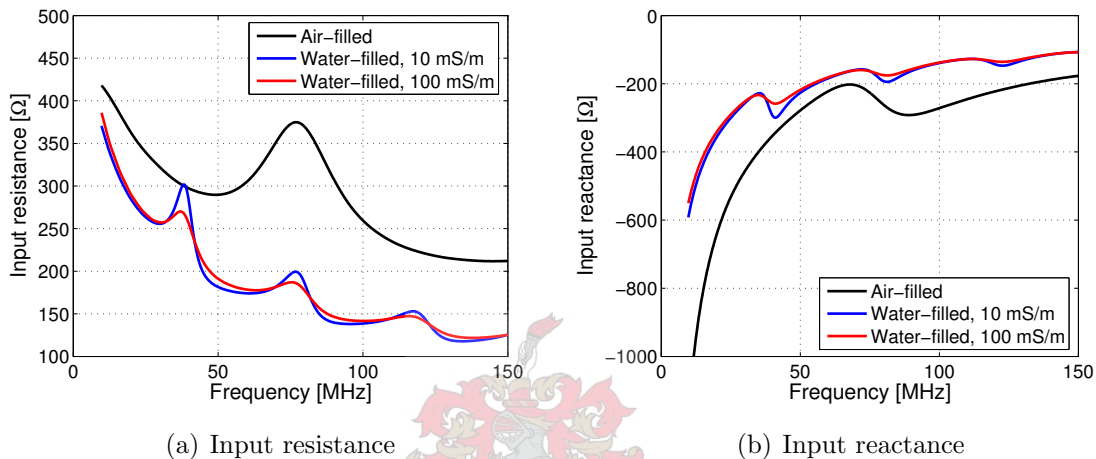 500
450
400
350
300
250
200
150
100
0
50
100
150
Input resistance [Ω]
Frequency [MHz]
Air−filled
Water−filled, 10 mS/m
Water−filled, 100 mS/m
(a) Input resistance
0
−200
−400
−600
−800
−1000
0
50
100
150
Input reactance [Ω]
Frequency [MHz]
Air−filled
Water−filled, 10 mS/m
Water−filled, 100 mS/m
(b) Input reactance